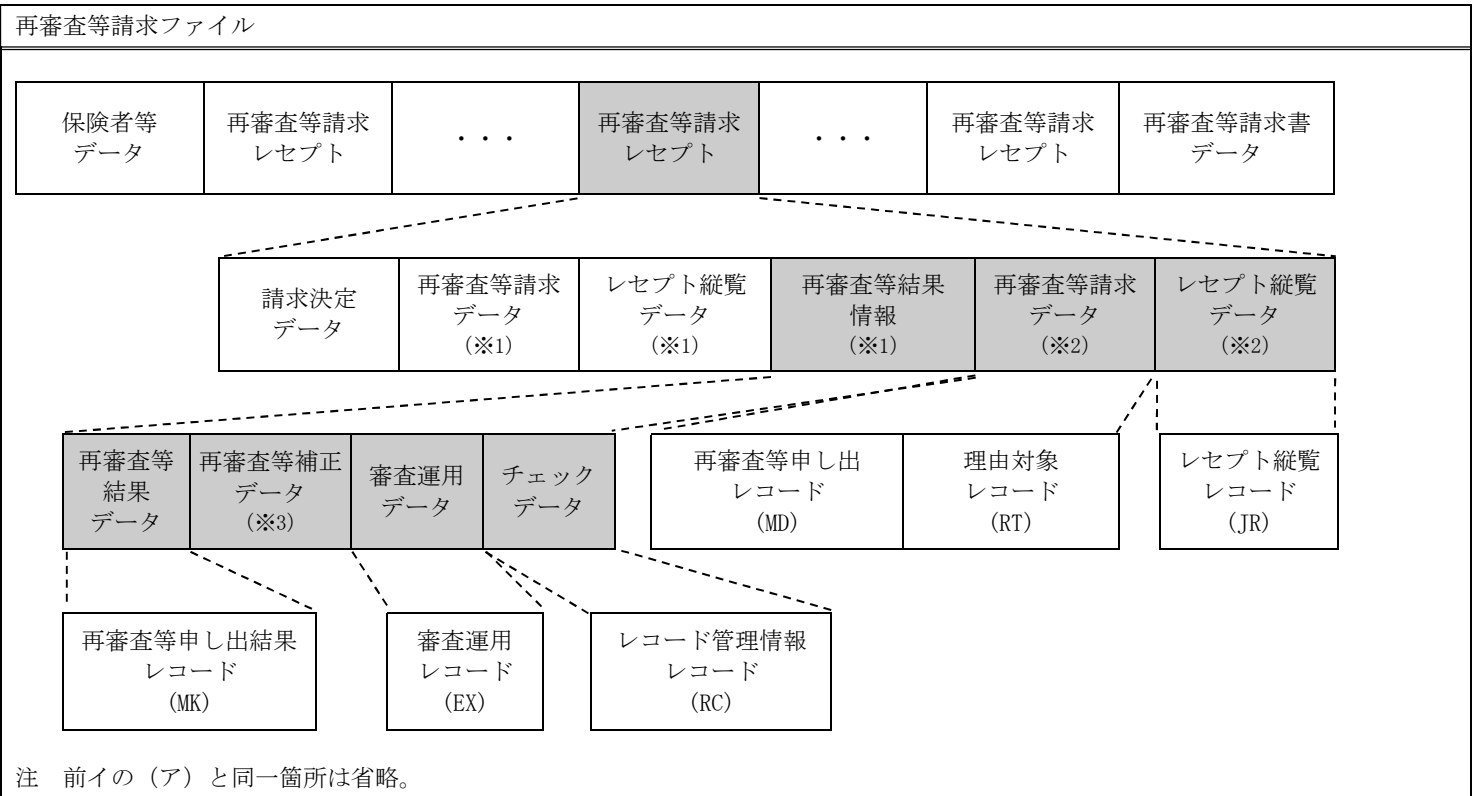 再審査等請求ファイル
保険者等
データ
再審査等請求
レセプト
・・・
再審査等請求
レセプト
・・・
再審査等請求
レセプト
再審査等請求書
データ
請求決定
データ
再審査等請求
データ
(※1)
レセプト縦覧
データ
(※1)
再審査等結果
情報
(※1)
再審査等請求
データ
(※2)
レセプト縦覧
データ
(※2)
再審査等
結果
データ
再審査等補正
データ
(※3)
審査運用
データ
チェック
データ
再審査等申し出
レコード
(MD)
理由対象
レコード
(RT)
レセプト縦覧
レコード
(JR)
再審査等申し出結果
レコード
(MK)
審査運用
レコード
(EX)
レコード管理情報
レコード
(RC)
注　前イの（ア）と同一箇所は省略。